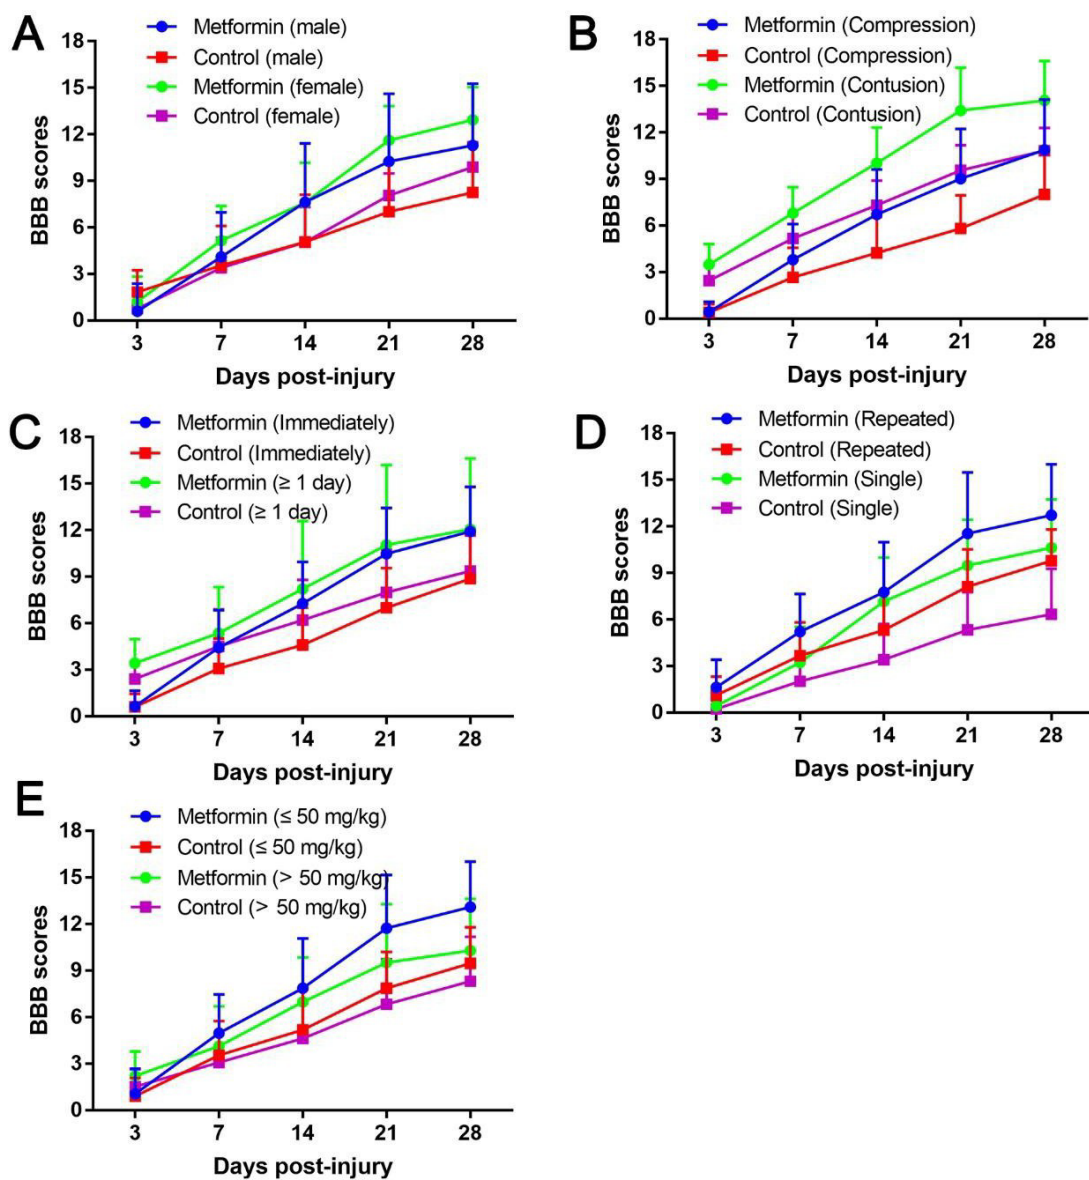 A
Metformin (male)
Control (male)
Metformin (female)
Control (female)
18
15
12
9
6
3
0
BBB scores
3 7 14 21 28
Days post-injury
B
Metformin (Compression)
Control (Compression)
Metformin (Contusion)
Control (Contusion)
18
15
12
9
6
3
0
BBB scores
3 7 14 21 28
Days post-injury
C
Metformin (Immediately)
Control (Immediately)
Metformin (≥ 1 day)
Control (≥ 1 day)
18
15
12
9
6
3
0
BBB scores
3 7 14 21 28
Days post-injury
D
Metformin (Repeated)
Control (Repeated)
Metformin (Single)
Control (Single)
18
15
12
9
6
3
0
BBB scores
3 7 14 21 28
Days post-injury
E
Metformin (≤ 50 mg/kg)
Control (≤ 50 mg/kg)
Metformin (> 50 mg/kg)
Control (> 50 mg/kg)
18
15
12
9
6
3
0
BBB scores
3 7 14 21 28
Days post-injury